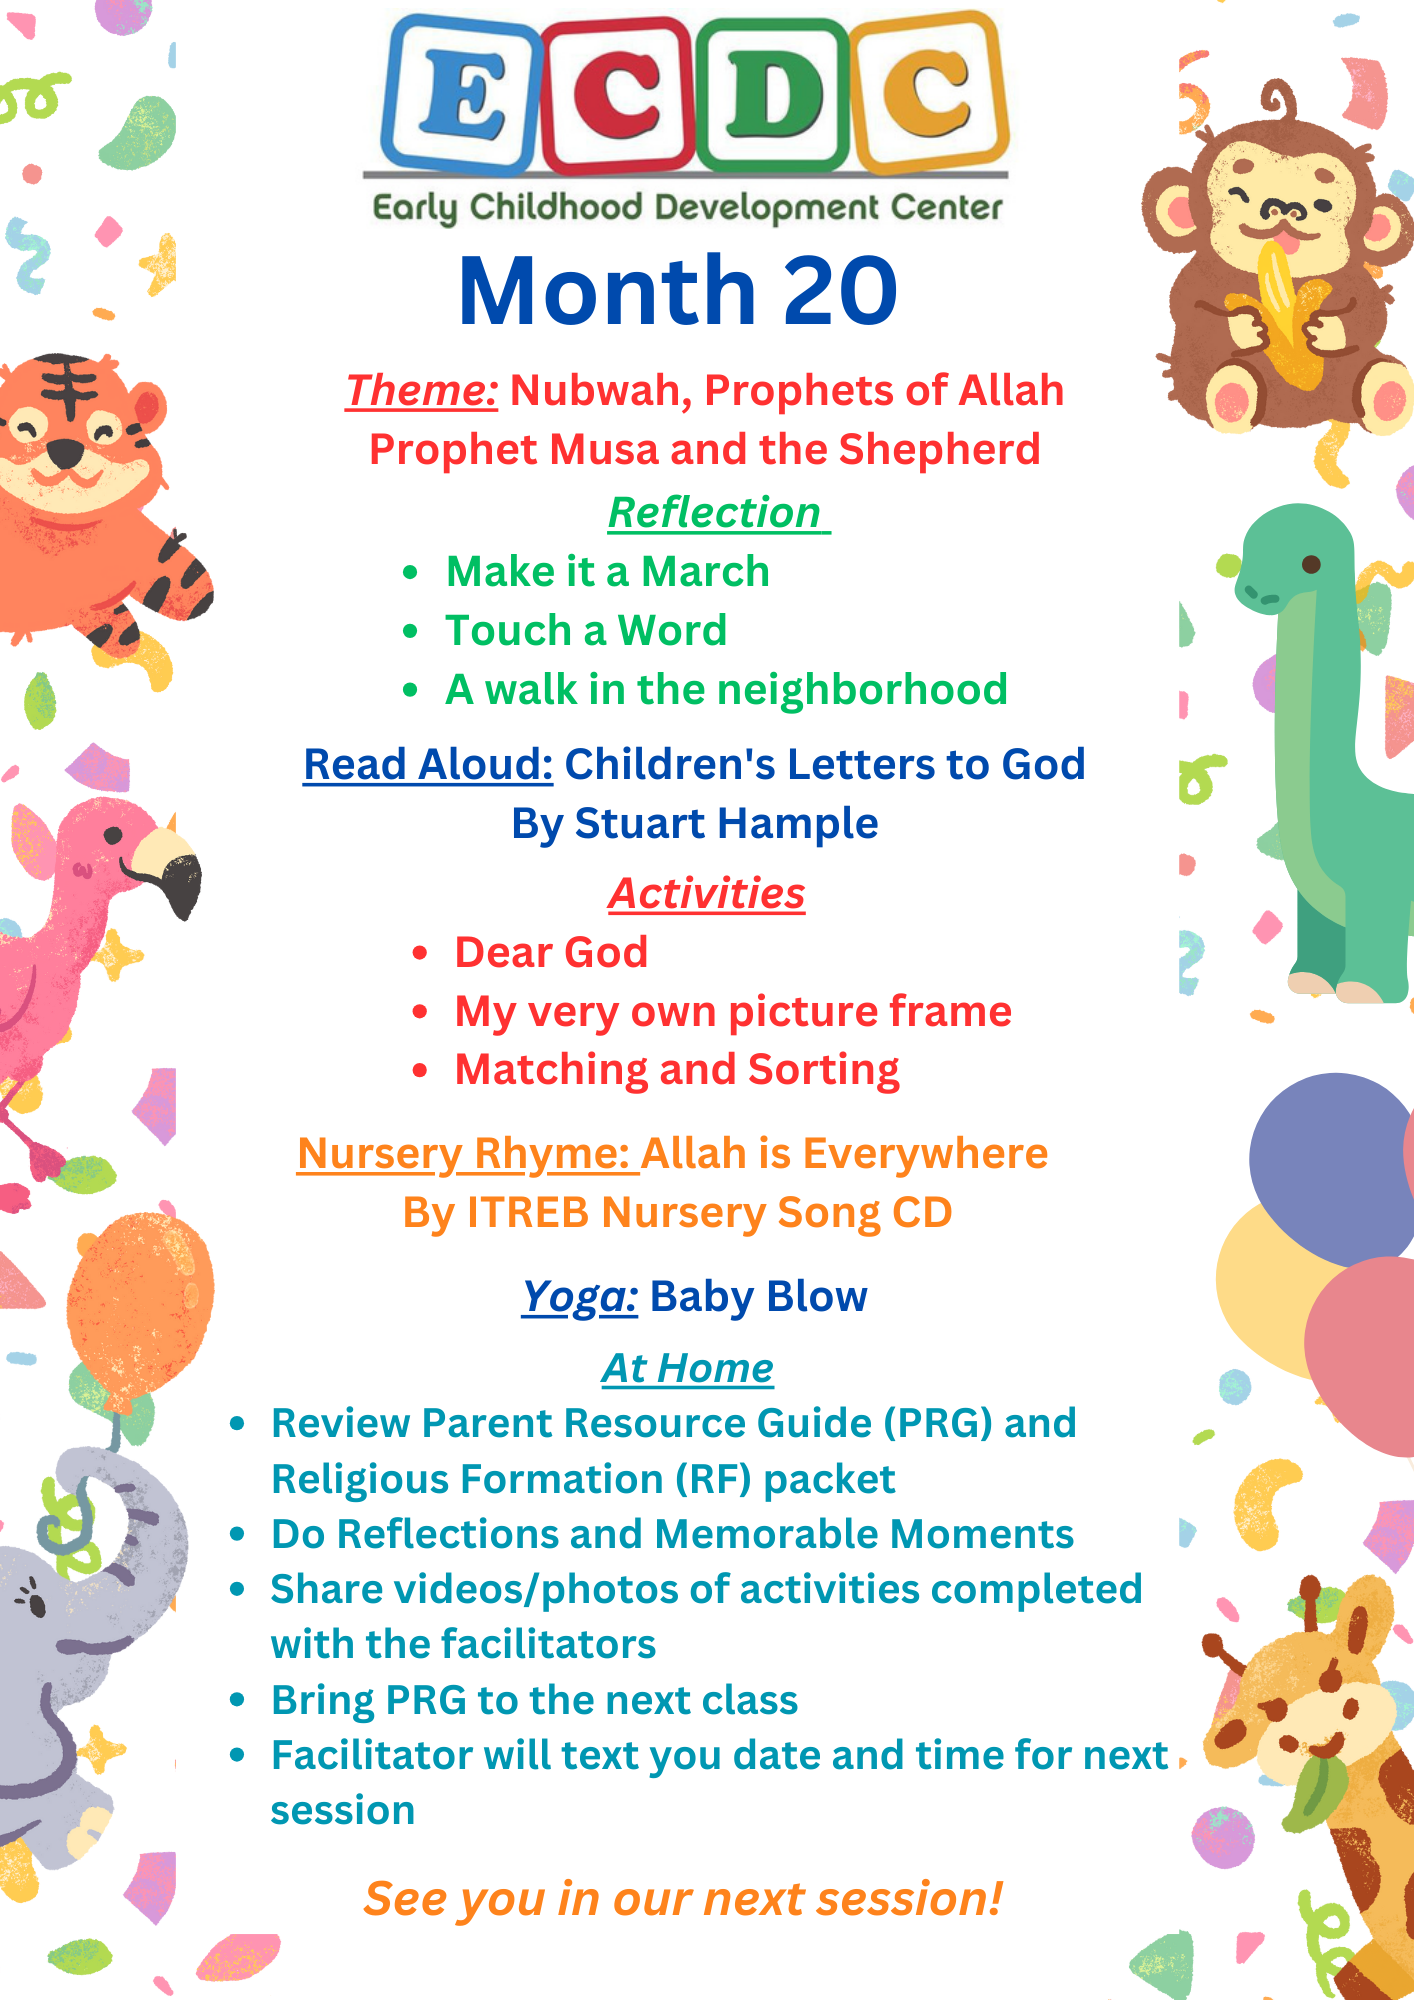 E C D C
Early Childhood Development Center
Month 20
Theme: Nubwah, Prophets of Allah
Prophet Musa and the Shepherd
Reflection
• Make it a March
• Touch a Word
• A walk in the neighborhood
Read Aloud: Children's Letters to God
By Stuart Hample
Activities
• Dear God
• My very own picture frame
• Matching and Sorting
Nursery Rhyme: Allah is Everywhere
By ITREB Nursery Song CD
Yoga: Baby Blow
At Home
• Review Parent Resource Guide (PRG) and
Religious Formation (RF) packet
• Do Reflections and Memorable Moments
• Share videos/photos of activities completed
with the facilitators
• Bring PRG to the next class
• Facilitator will text you date and time for next
session
See you in our next session!